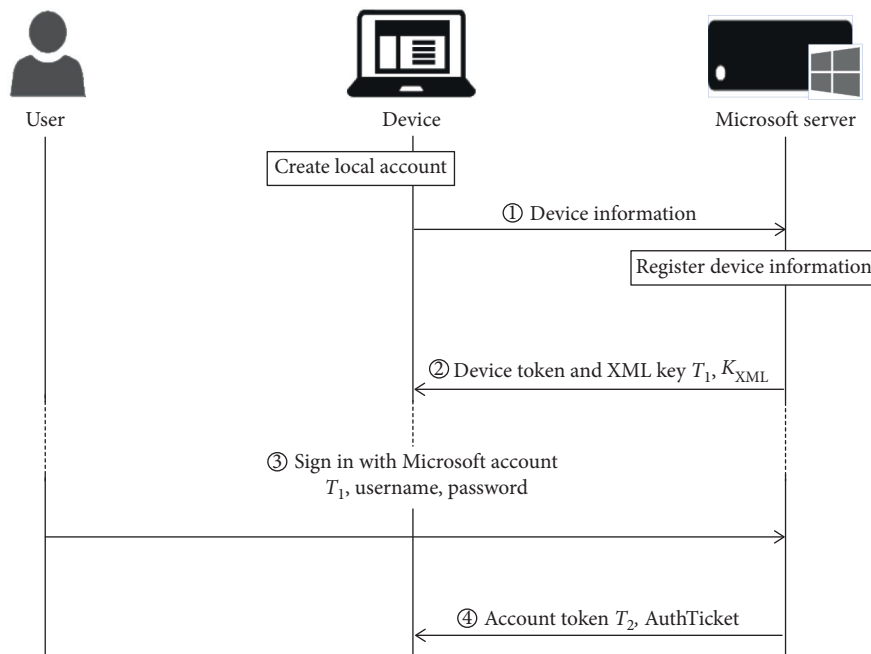 User
Device
Microsoft server
Create local account
① Device information
Register device information
② Device token and XML key T₁, K_XML
③ Sign in with Microsoft account
T₁, username, password
④ Account token T₂, AuthTicket